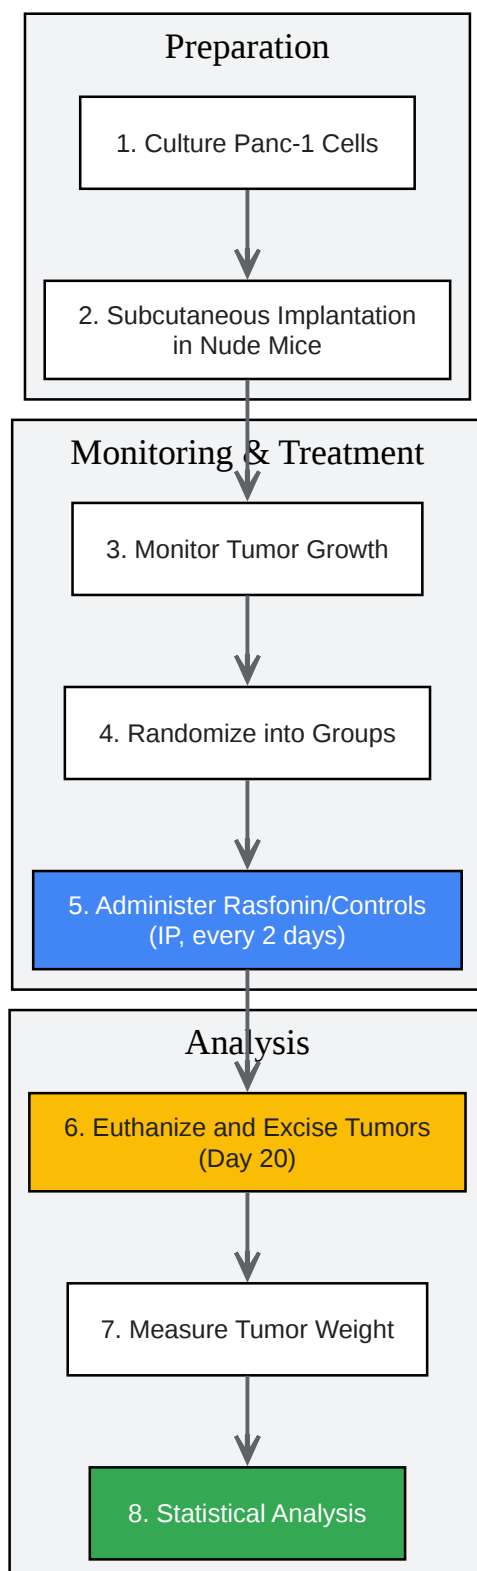 Preparation
1. Culture Panc-1 Cells
2. Subcutaneous Implantation
in Nude Mice
Monitoring & Treatment
3. Monitor Tumor Growth
4. Randomize into Groups
5. Administer Rasfonin/Controls
(IP, every 2 days)
Analysis
6. Euthanize and Excise Tumors
(Day 20)
7. Measure Tumor Weight
8. Statistical Analysis